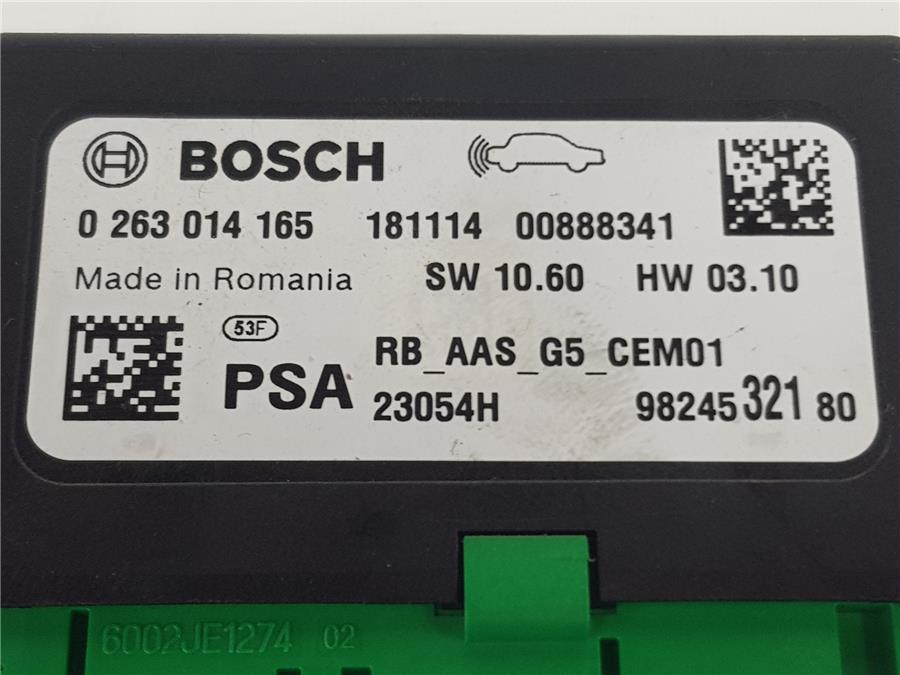 BOSCH
0 263 014 165 181114 00888341
Made in Romania SW 10.60 HW 03.10
53F
PSA RB_AAS_G5_CEM01
23054H 98245 321 80
6002JE1274 02